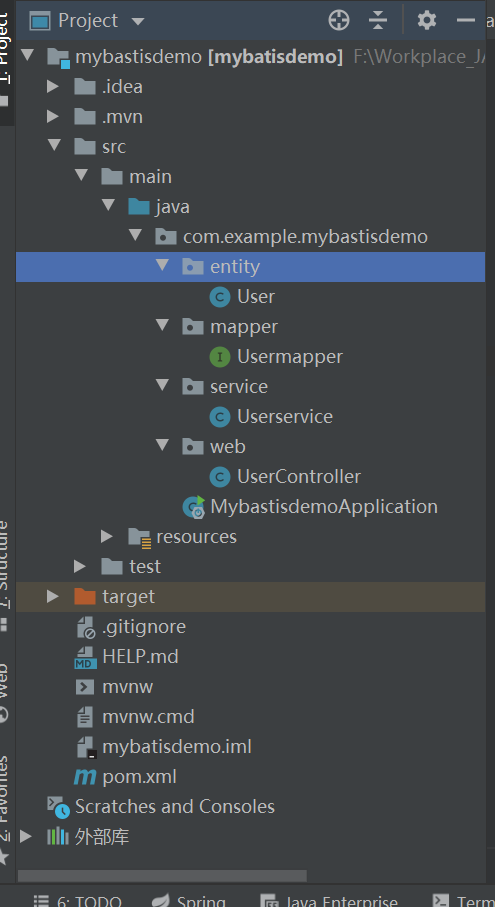 Project
1: Project
mybastisdemo [mybatisdemo] F:\Workplace_JA
.idea
.mvn
src
main
java
com.example.mybastisdemo
entity
User
mapper
Usermapper
service
Userservice
web
UserController
MybastisdemoApplication
resources
test
target
.gitignore
HELP.md
mvnw
mvnw.cmd
mybatisdemo.iml
pom.xml
Scratches and Consoles
外部库
7: Structure
Web
2: Favorites
6: TODO Spring Java Enterprise Term